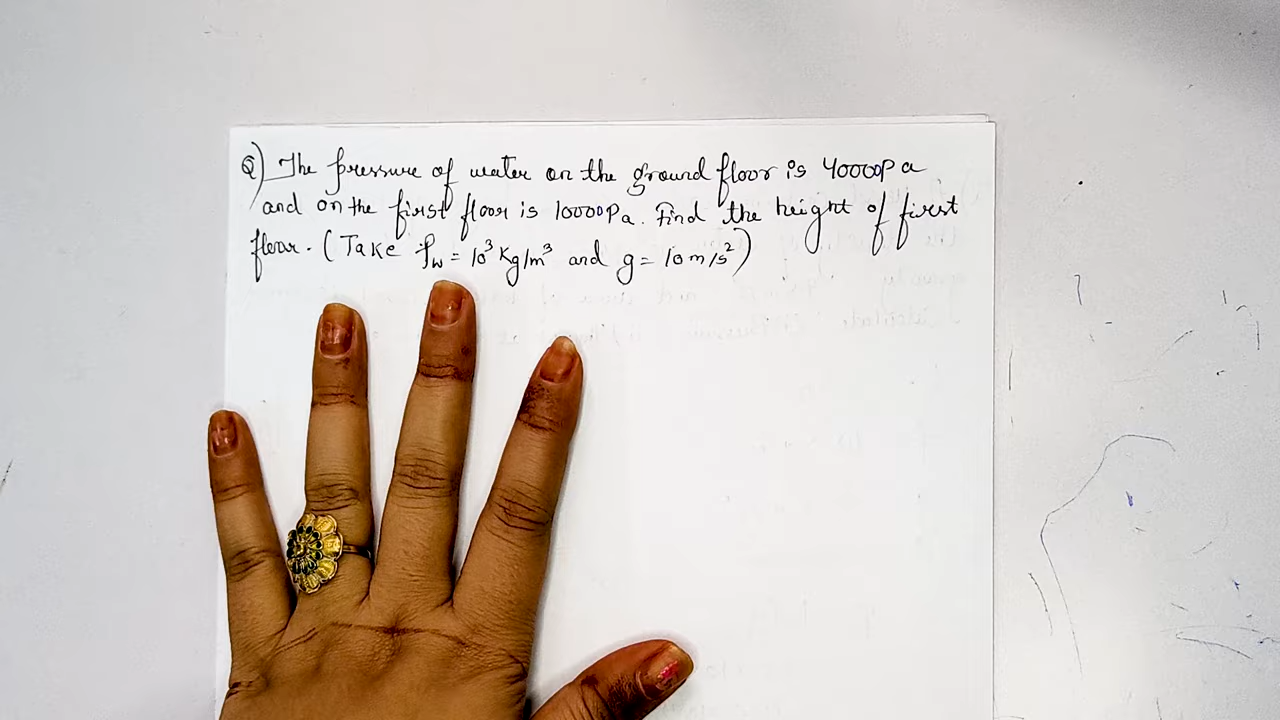 Q) The pressure of water on the ground floor is 40000Pa
and on the first floor is 10000Pa. Find the height of first
floor. (Take ρw = 10³ Kg/m³ and g = 10 m/s²)